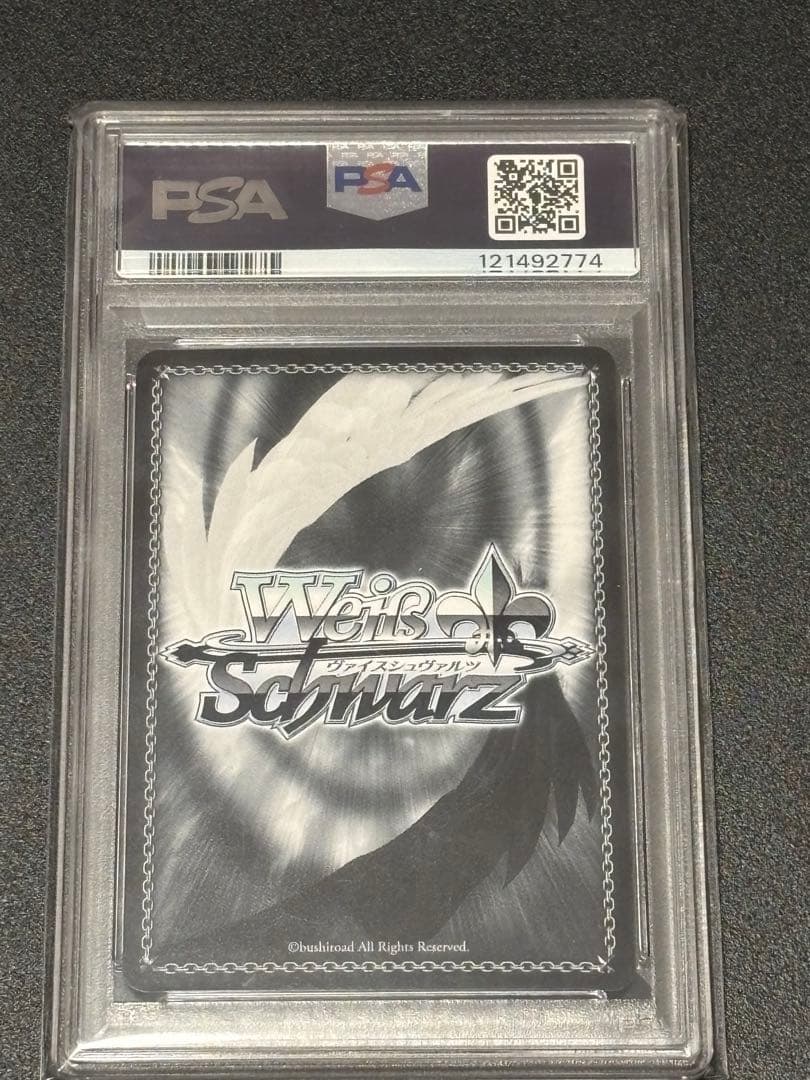 PSA
PSA
121492774
Weiß
ヴァイスシュヴァルツ
Schwarz
©bushiroad All Rights Reserved.